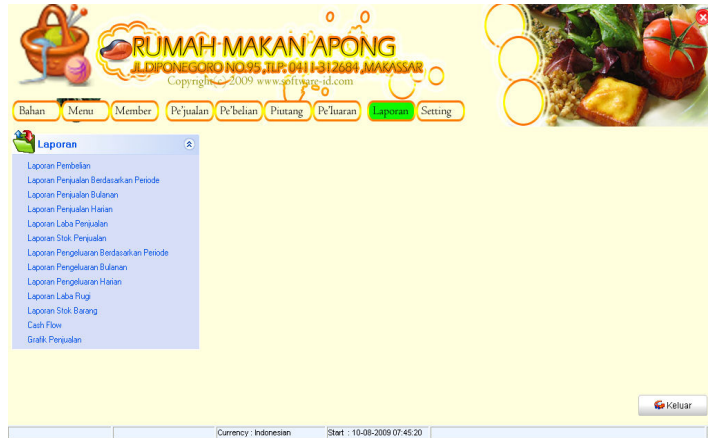 RUMAH MAKAN APONG
JL.DIPONEGORO NO.95 ,TLP: 0411-312684 ,MAKASSAR
Copyright(c)2009 www.software-id.com
Bahan Menu Member Pe'jualan Pe'belian Piutang Pe'luaran Laporan Setting
Laporan
Laporan Pembelian
Laporan Penjualan Berdasarkan Periode
Laporan Penjualan Bulanan
Laporan Penjualan Harian
Laporan Laba Penjualan
Laporan Stok Penjualan
Laporan Pengeluaran Berdasarkan Periode
Laporan Pengeluaran Bulanan
Laporan Pengeluaran Harian
Laporan Laba Rugi
Laporan Stok Barang
Cash Flow
Grafik Penjualan
Keluar
Currency : Indonesian Start : 10-08-2009 07:45:20